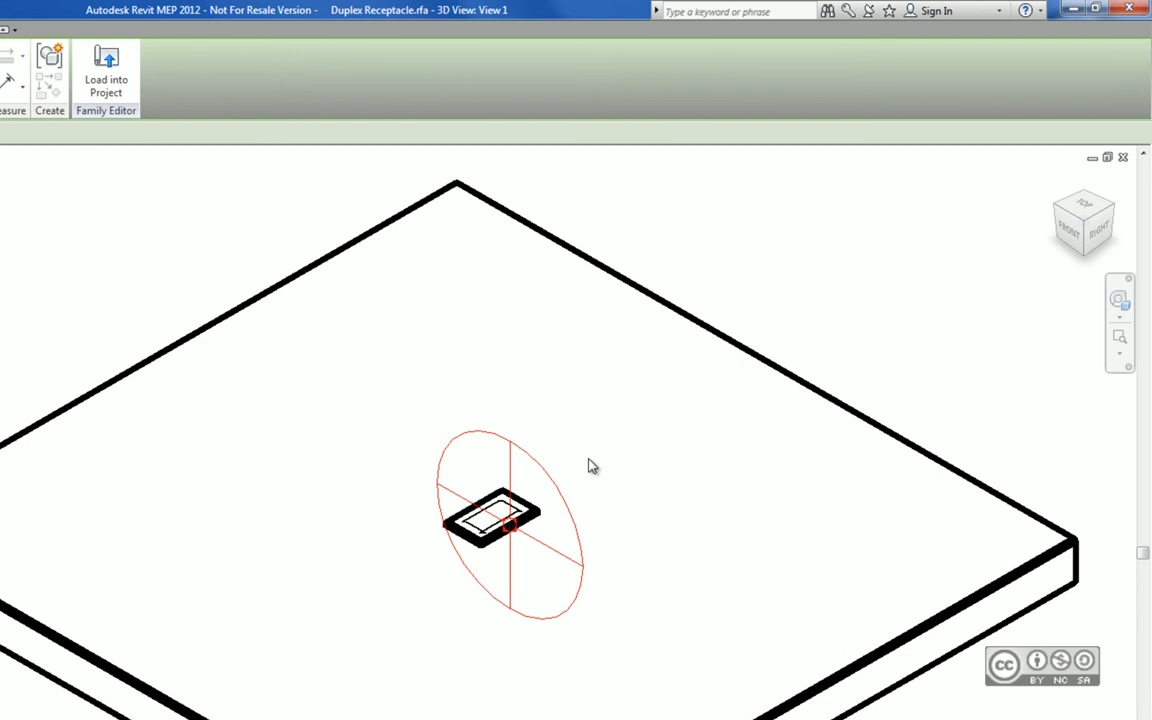 Autodesk Revit MEP 2012 - Not For Resale Version - Duplex Receptacle.rfa - 3D View: View 1
Type a keyword or phrase
Sign In
Load into
Project
easure
Create
Family Editor
TOP
FRONT
RIGHT
cc
BY NC SA